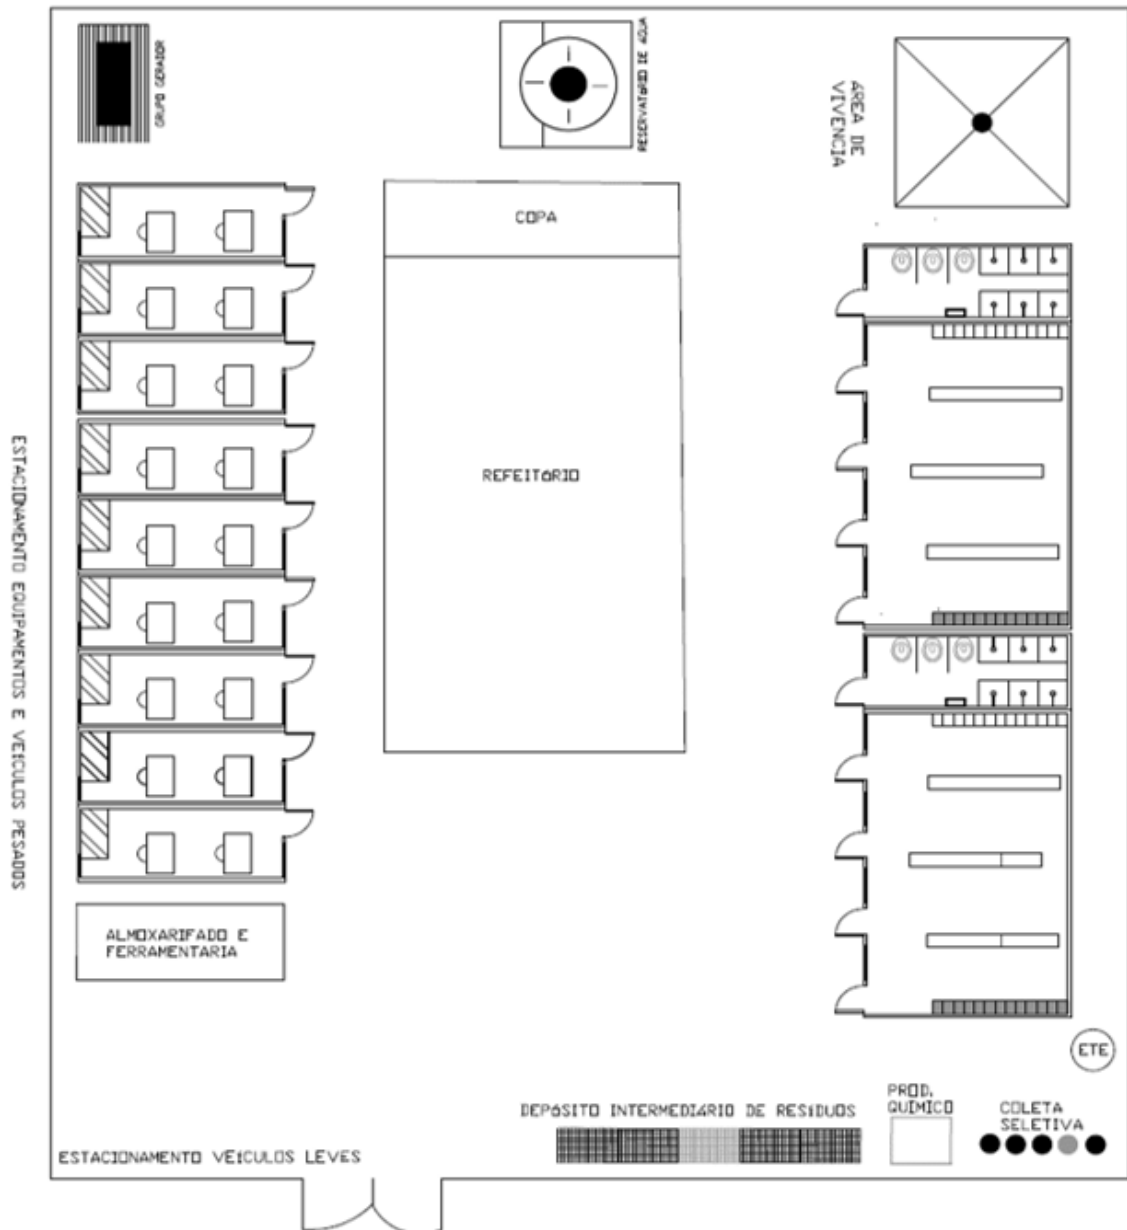 GRUPO GERADOR
RESERVATÓRIO DE ÁGUA
ÁREA DE
VIVENCIA
COPA
REFEITóRIO
ESTACIONAMENTO EQUIPAMENTOS E VEíCULOS PESADOS
ALMOXARIFADO E
FERRAMENTARIA
ETE
DEPóSITO INTERMEDIáRIO DE RESíDUOS
PROD.
QUíMICO
COLETA
SELETIVA
ESTACIONAMENTO VEíCULOS LEVES